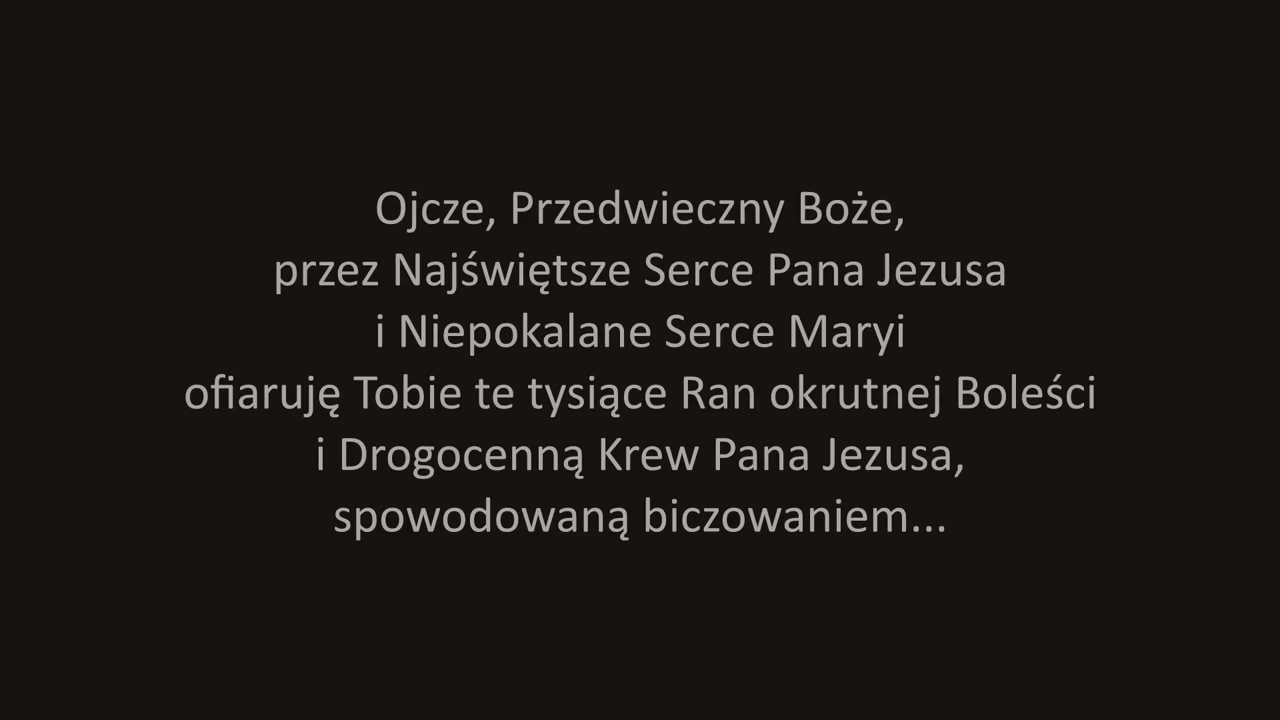 Ojcze, Przedwieczny Boże,
przez Najświętsze Serce Pana Jezusa
i Niepokalane Serce Maryi
ofiaruję Tobie te tysiące Ran okrutnej Boleści
i Drogocenną Krew Pana Jezusa,
spowodowaną biczowaniem...